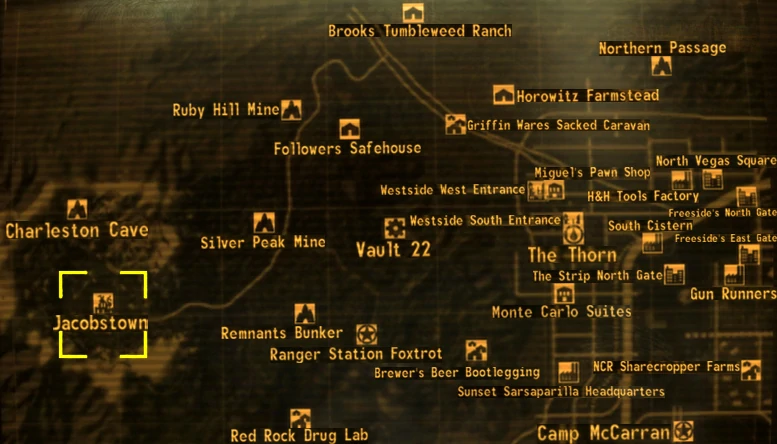 Brooks Tumbleweed Ranch
Northern Passage
Horowitz Farmstead
Ruby Hill Mine
Griffin Wares Sacked Caravan
Followers Safehouse
North Vegas Square
Miguel's Pawn Shop
Westside West Entrance
H&H Tools Factory
Charleston Cave
Freeside's North Gate
Westside South Entrance
South Cistern
Silver Peak Mine
Vault 22
The Thorn
Freeside's East Gate
The Strip North Gate
Gun Runners
Monte Carlo Suites
Jacobstown
Remnants Bunker
Ranger Station Foxtrot
Brewer's Beer Bootlegging
NCR Sharecropper Farms
Sunset Sarsaparilla Headquarters
Red Rock Drug Lab
Camp McCarran